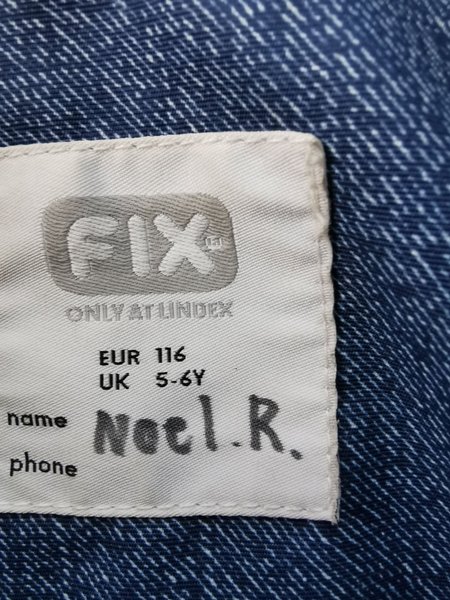 FIX
ONLY AT LINDEX
EUR 116
UK 5-6Y
name Noel.R.
phone